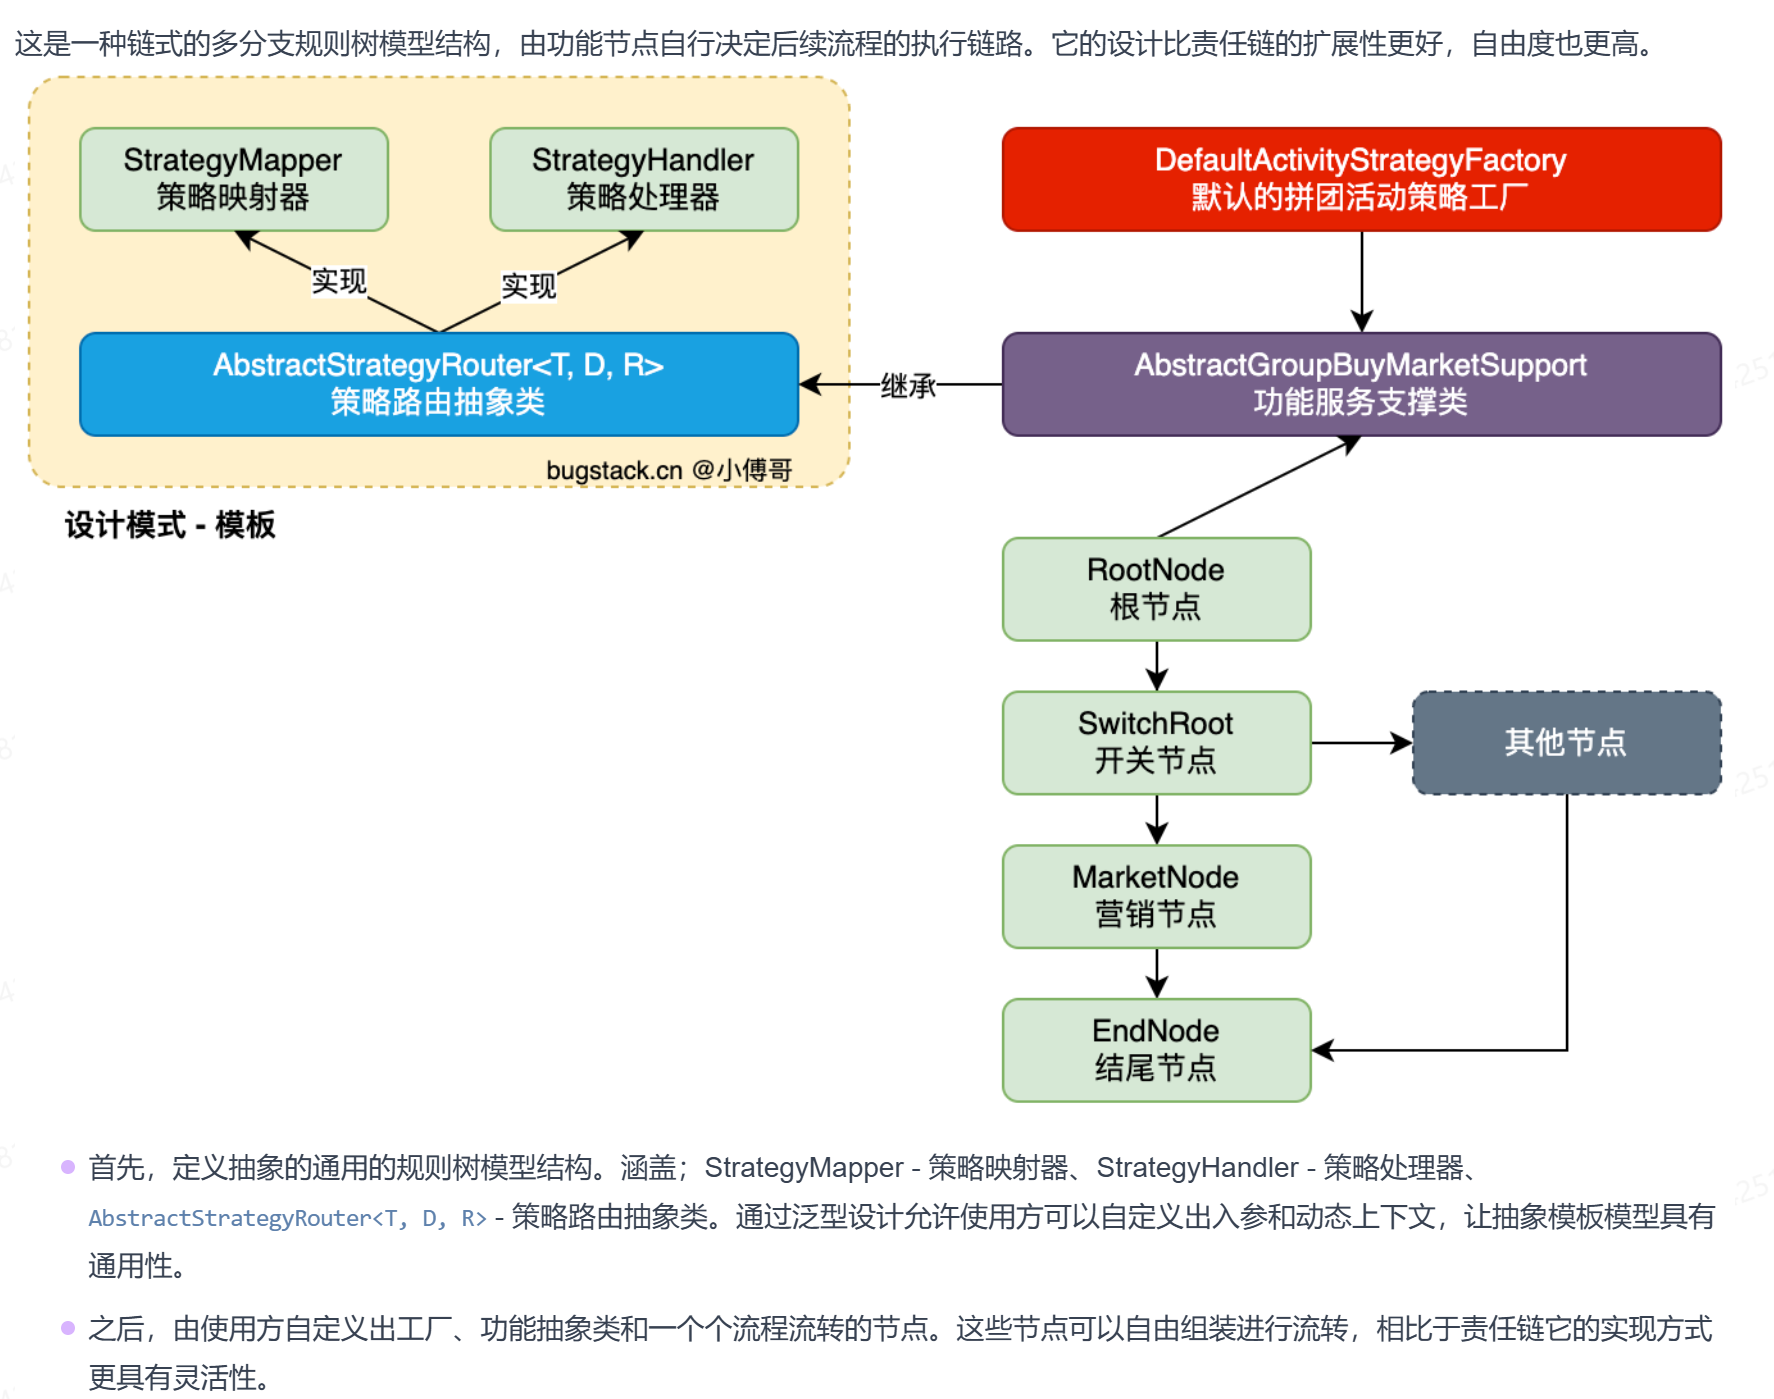 这是一种链式的多分支规则树模型结构，由功能节点自行决定后续流程的执行链路。它的设计比责任链的扩展性更好，自由度也更高。
StrategyMapper
策略映射器
StrategyHandler
策略处理器
DefaultActivityStrategyFactory
默认的拼团活动策略工厂
实现
实现
AbstractStrategyRouter<T, D, R>
策略路由抽象类
继承
AbstractGroupBuyMarketSupport
功能服务支撑类
bugstack.cn @小傅哥
设计模式 - 模板
RootNode
根节点
SwitchRoot
开关节点
其他节点
MarketNode
营销节点
EndNode
结尾节点
首先，定义抽象的通用的规则树模型结构。涵盖；StrategyMapper - 策略映射器、StrategyHandler - 策略处理器、
AbstractStrategyRouter<T, D, R> - 策略路由抽象类。通过泛型设计允许使用方可以自定义出入参和动态上下文，让抽象模板模型具有
通用性。
之后，由使用方自定义出工厂、功能抽象类和一个个流程流转的节点。这些节点可以自由组装进行流转，相比于责任链它的实现方式
更具有灵活性。